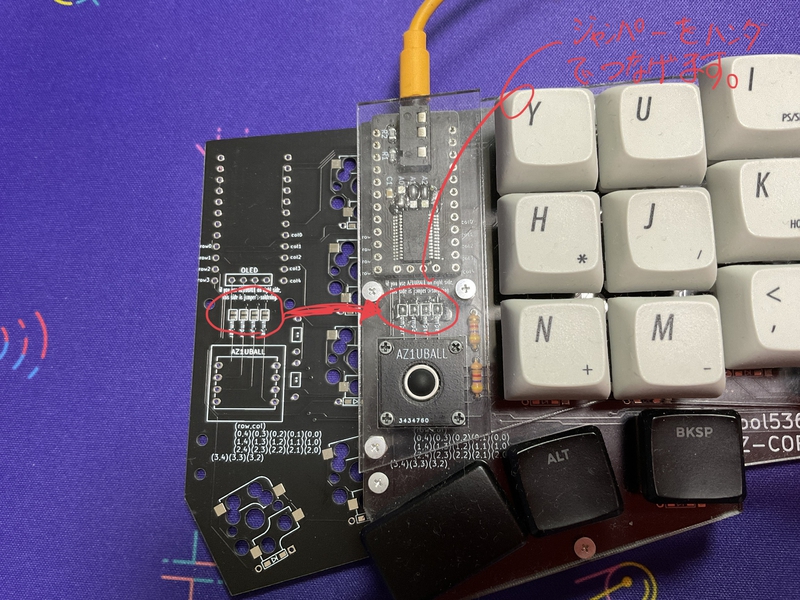 ジャンパーをハンダ
でつなげます。
Y
U
I
PS/S
H
*
J
/
K
N
+
M
-
<
,
ALT
BKSP
OLED
row0
row1
row2
row3
col0
col1
col2
col3
col4
AZ1UBALL
(row,col)
(0,4)(0,3)(0,2)(0,1)(0,0)
(1,4)(1,3)(1,2)(1,1)(1,0)
(2,4)(2,3)(2,2)(2,1)(2,0)
(3,4)(3,3)(3,2)
AZ1UBALL
3434760
(0,4)(0,3)(0,2)(0,1)(0,0)
(1,4)(1,3)(1,2)(1,1)(1,0)
(2,4)(2,3)(2,2)(2,1)(2,0)
(3,4)(3,3)(3,2)
ool536
Z-COR